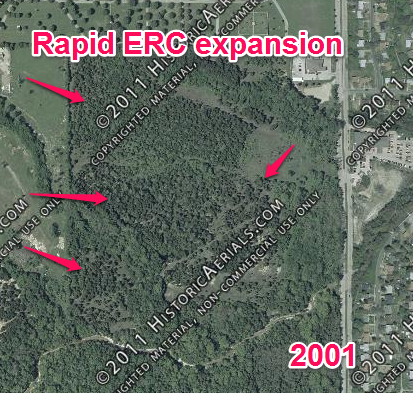 Rapid ERC expansion
© 2011 HISTORICAERIALS.COM
COPYRIGHTED MATERIAL, NON-COMMERCIAL USE ONLY
© 2011 HISTORICAERIALS.COM
COPYRIGHTED MATERIAL, NON-COMMERCIAL USE ONLY
2001